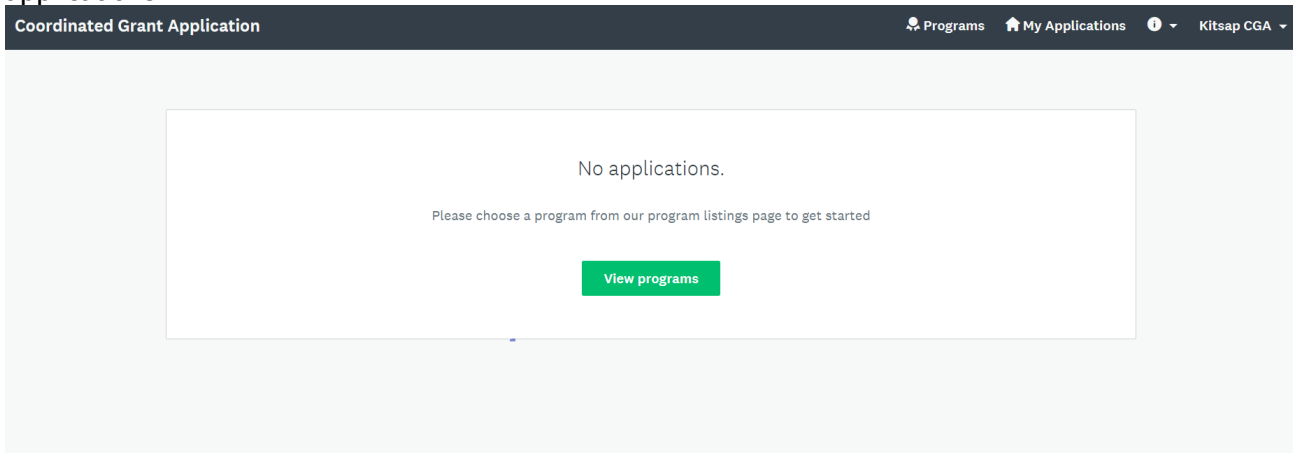 Coordinated Grant Application Programs My Applications Kitsap CGA
No applications.
Please choose a program from our program listings page to get started
View programs